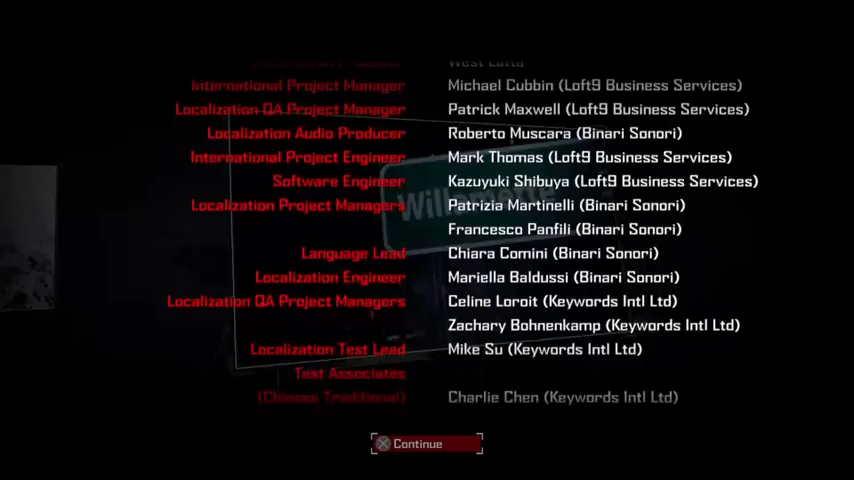 West Latta
International Project Manager Michael Cubbin (Loft9 Business Services)
Localization QA Project Manager Patrick Maxwell (Loft9 Business Services)
Localization Audio Producer Roberto Muscara (Binari Sonori)
International Project Engineer Mark Thomas (Loft9 Business Services)
Software Engineer Kazuyuki Shibuya (Loft9 Business Services)
Localization Project Managers Patrizia Martinelli (Binari Sonori)
Willamette
Francesco Panfili (Binari Sonori)
Language Lead Chiara Comini (Binari Sonori)
Localization Engineer Mariella Baldussi (Binari Sonori)
Localization QA Project Managers Celine Loroit (Keywords Intl Ltd)
Zachary Bohnenkamp (Keywords Intl Ltd)
Localization Test Lead Mike Su (Keywords Intl Ltd)
Test Associates
(Chinese Traditional) Charlie Chen (Keywords Intl Ltd)
Continue